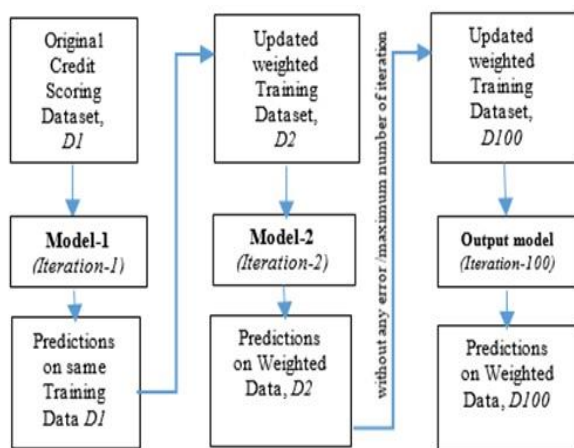 Original
Credit
Scoring
Dataset,
D1
Model-1
(Iteration-1)
Predictions
on same
Training
Data D1
Updated
weighted
Training
Dataset,
D2
Model-2
(Iteration-2)
Predictions
on Weighted
Data, D2
without any error /maximum number of iteration
Updated
weighted
Training
Dataset,
D100
Output model
(Iteration-100)
Predictions
on Weighted
Data, D100